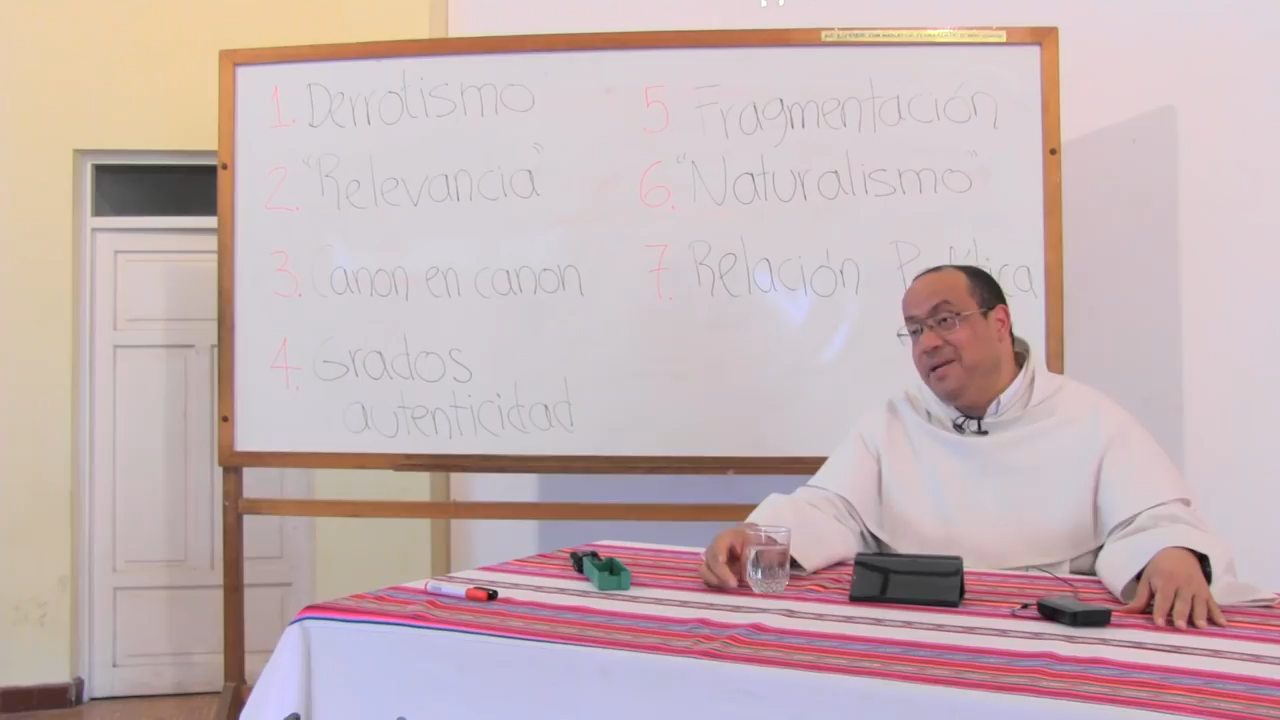 1. Derrotismo
2. "Relevancia"
3. Canon en canon
4. Grados
autenticidad
5 Fragmentación
6. "Naturalismo"
7. Relación